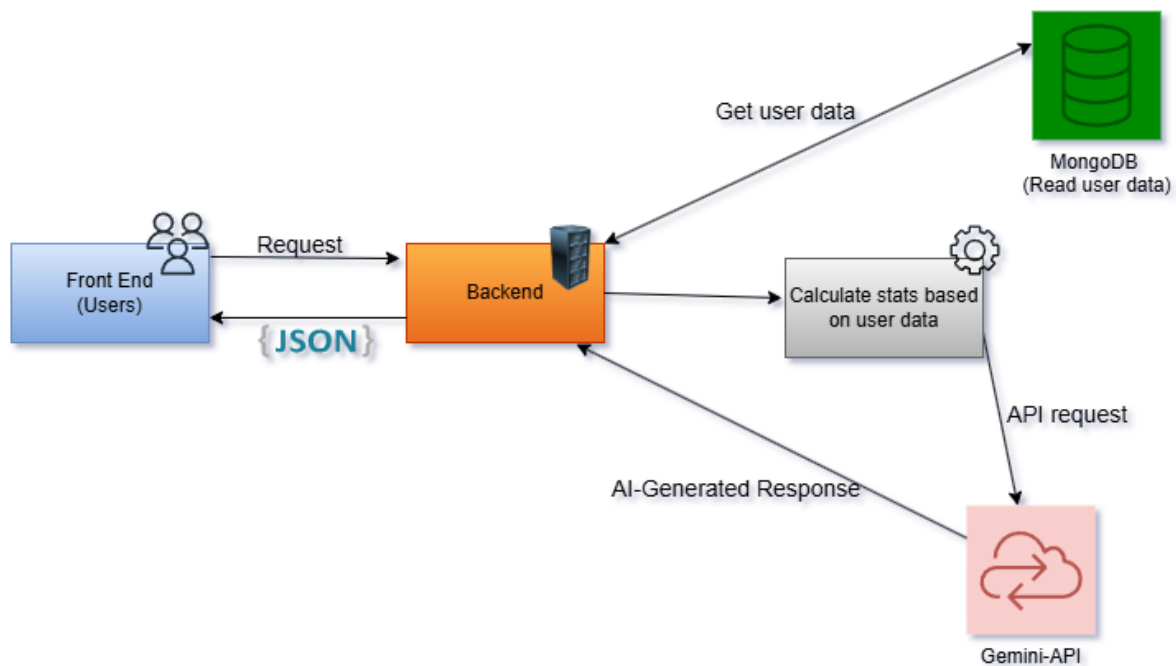 Get user data
MongoDB
(Read user data)
Request
Front End
(Users)
Backend
{JSON}
Calculate stats based
on user data
API request
AI-Generated Response
Gemini-API